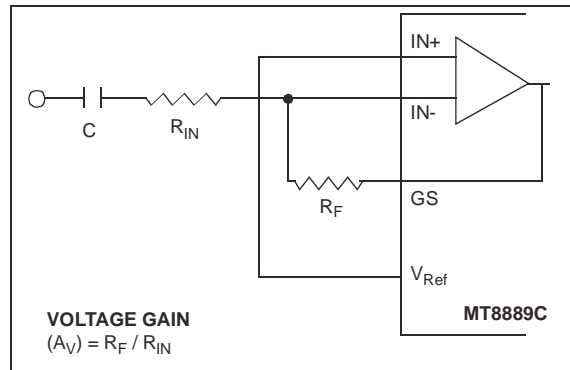 IN+
C
R_IN
IN-
R_F
GS
V_Ref
MT8889C
VOLTAGE GAIN
(A_V) = R_F / R_IN